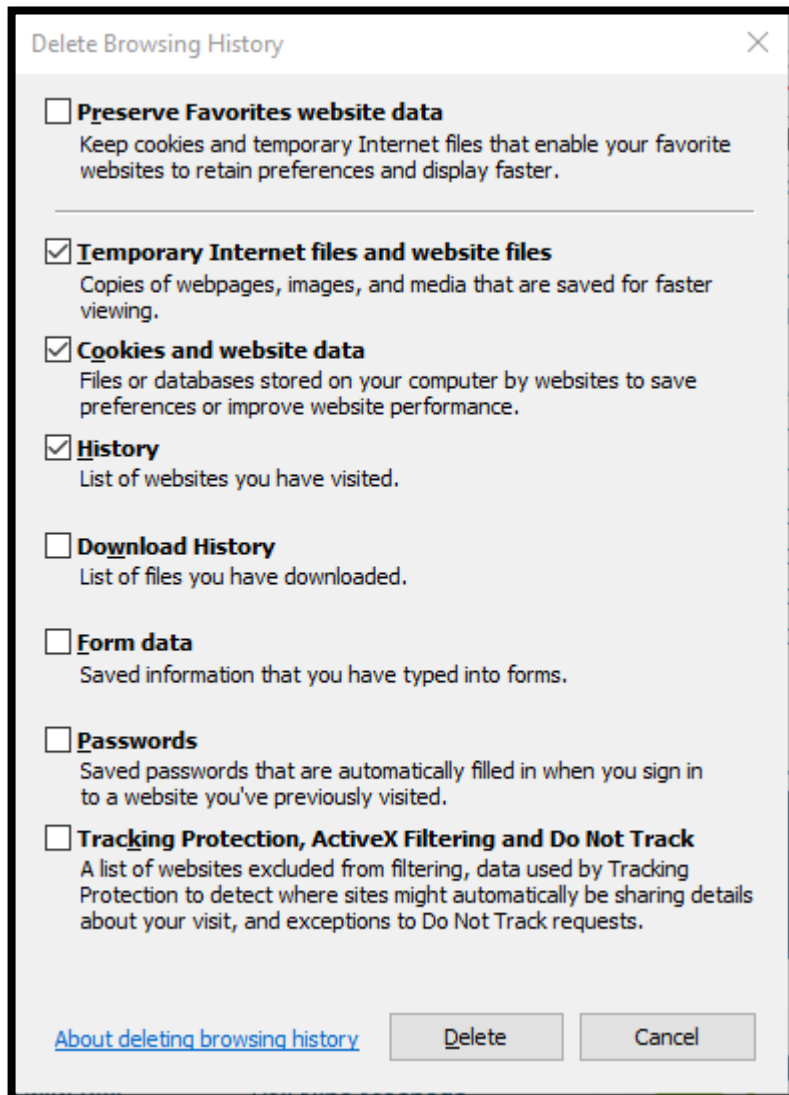 Delete Browsing History
Preserve Favorites website data
Keep cookies and temporary Internet files that enable your favorite
websites to retain preferences and display faster.
Temporary Internet files and website files
Copies of webpages, images, and media that are saved for faster
viewing.
Cookies and website data
Files or databases stored on your computer by websites to save
preferences or improve website performance.
History
List of websites you have visited.
Download History
List of files you have downloaded.
Form data
Saved information that you have typed into forms.
Passwords
Saved passwords that are automatically filled in when you sign in
to a website you've previously visited.
Tracking Protection, ActiveX Filtering and Do Not Track
A list of websites excluded from filtering, data used by Tracking
Protection to detect where sites might automatically be sharing details
about your visit, and exceptions to Do Not Track requests.
About deleting browsing history
Delete
Cancel